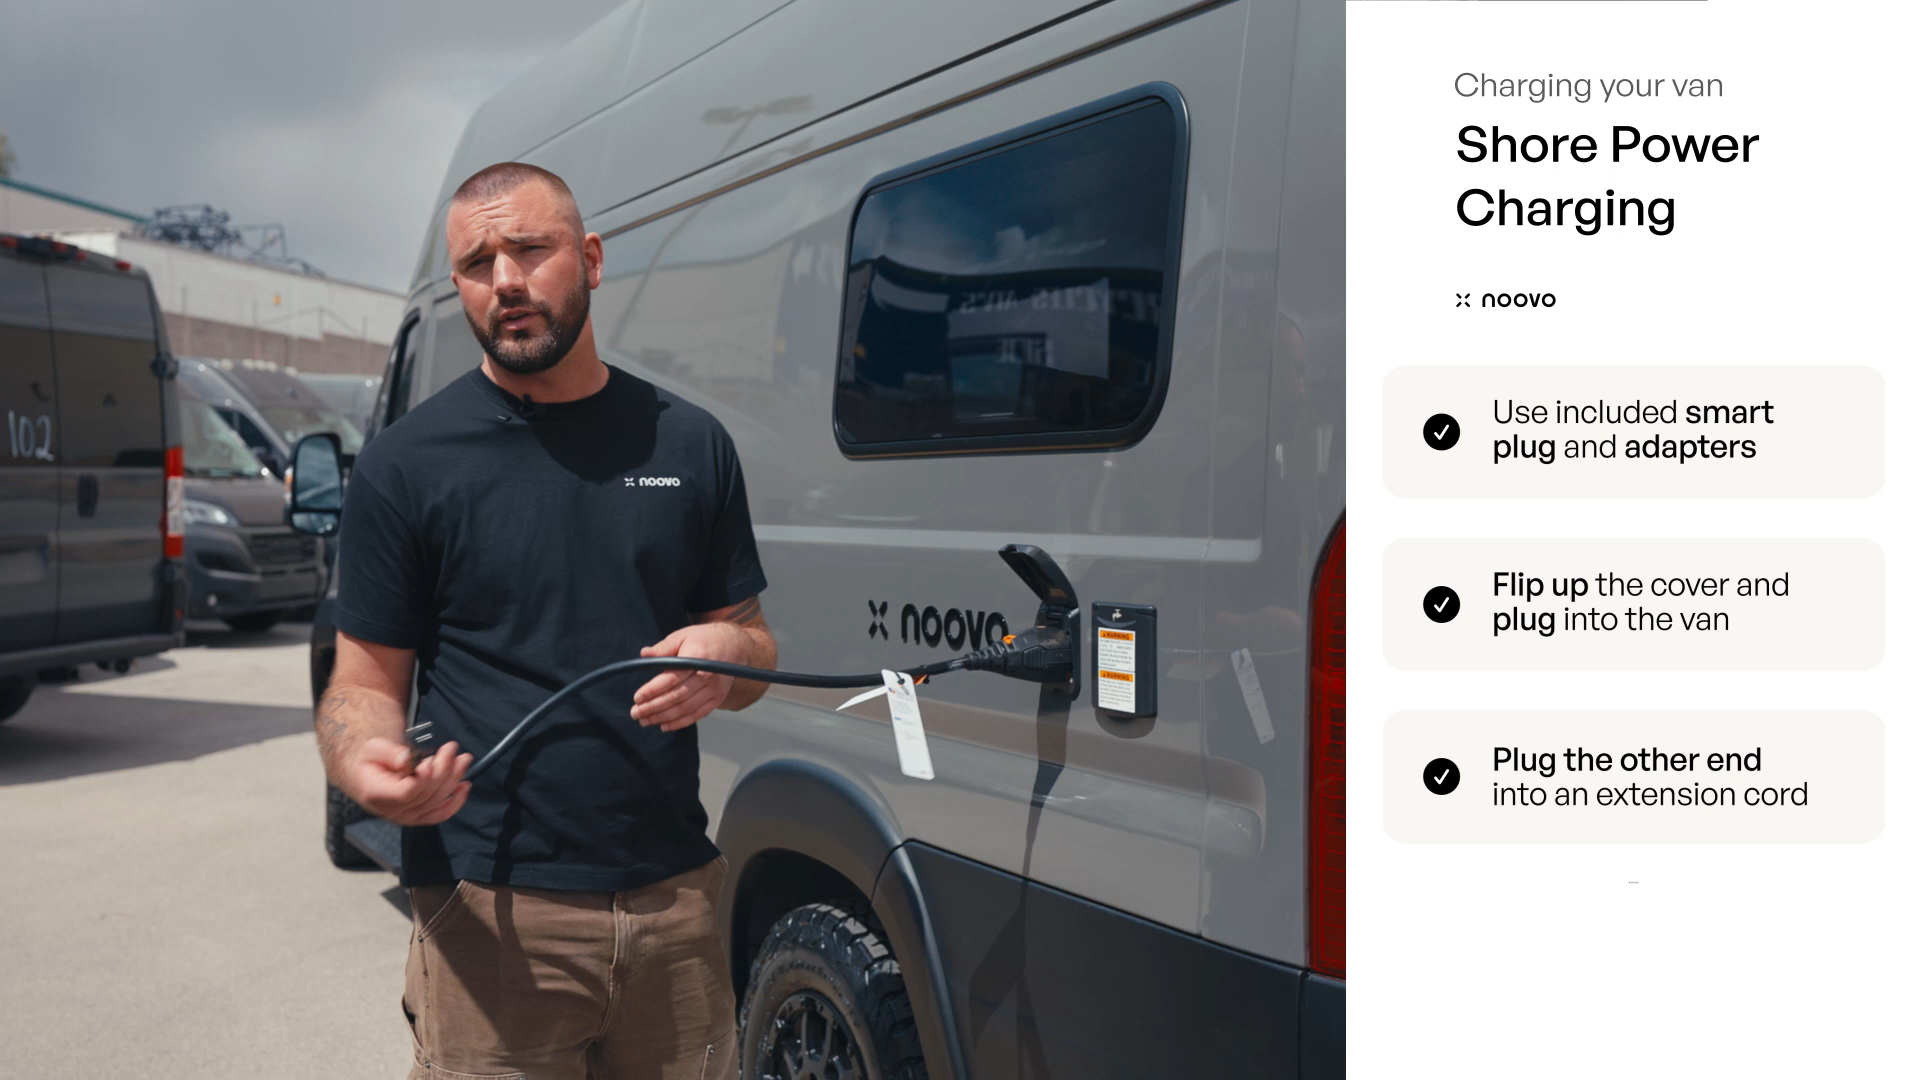 Charging your van
Shore Power
Charging
noovo
Use included smart
plug and adapters
Flip up the cover and
plug into the van
Plug the other end
into an extension cord
102
noovo
noovo
WARNING
WARNING